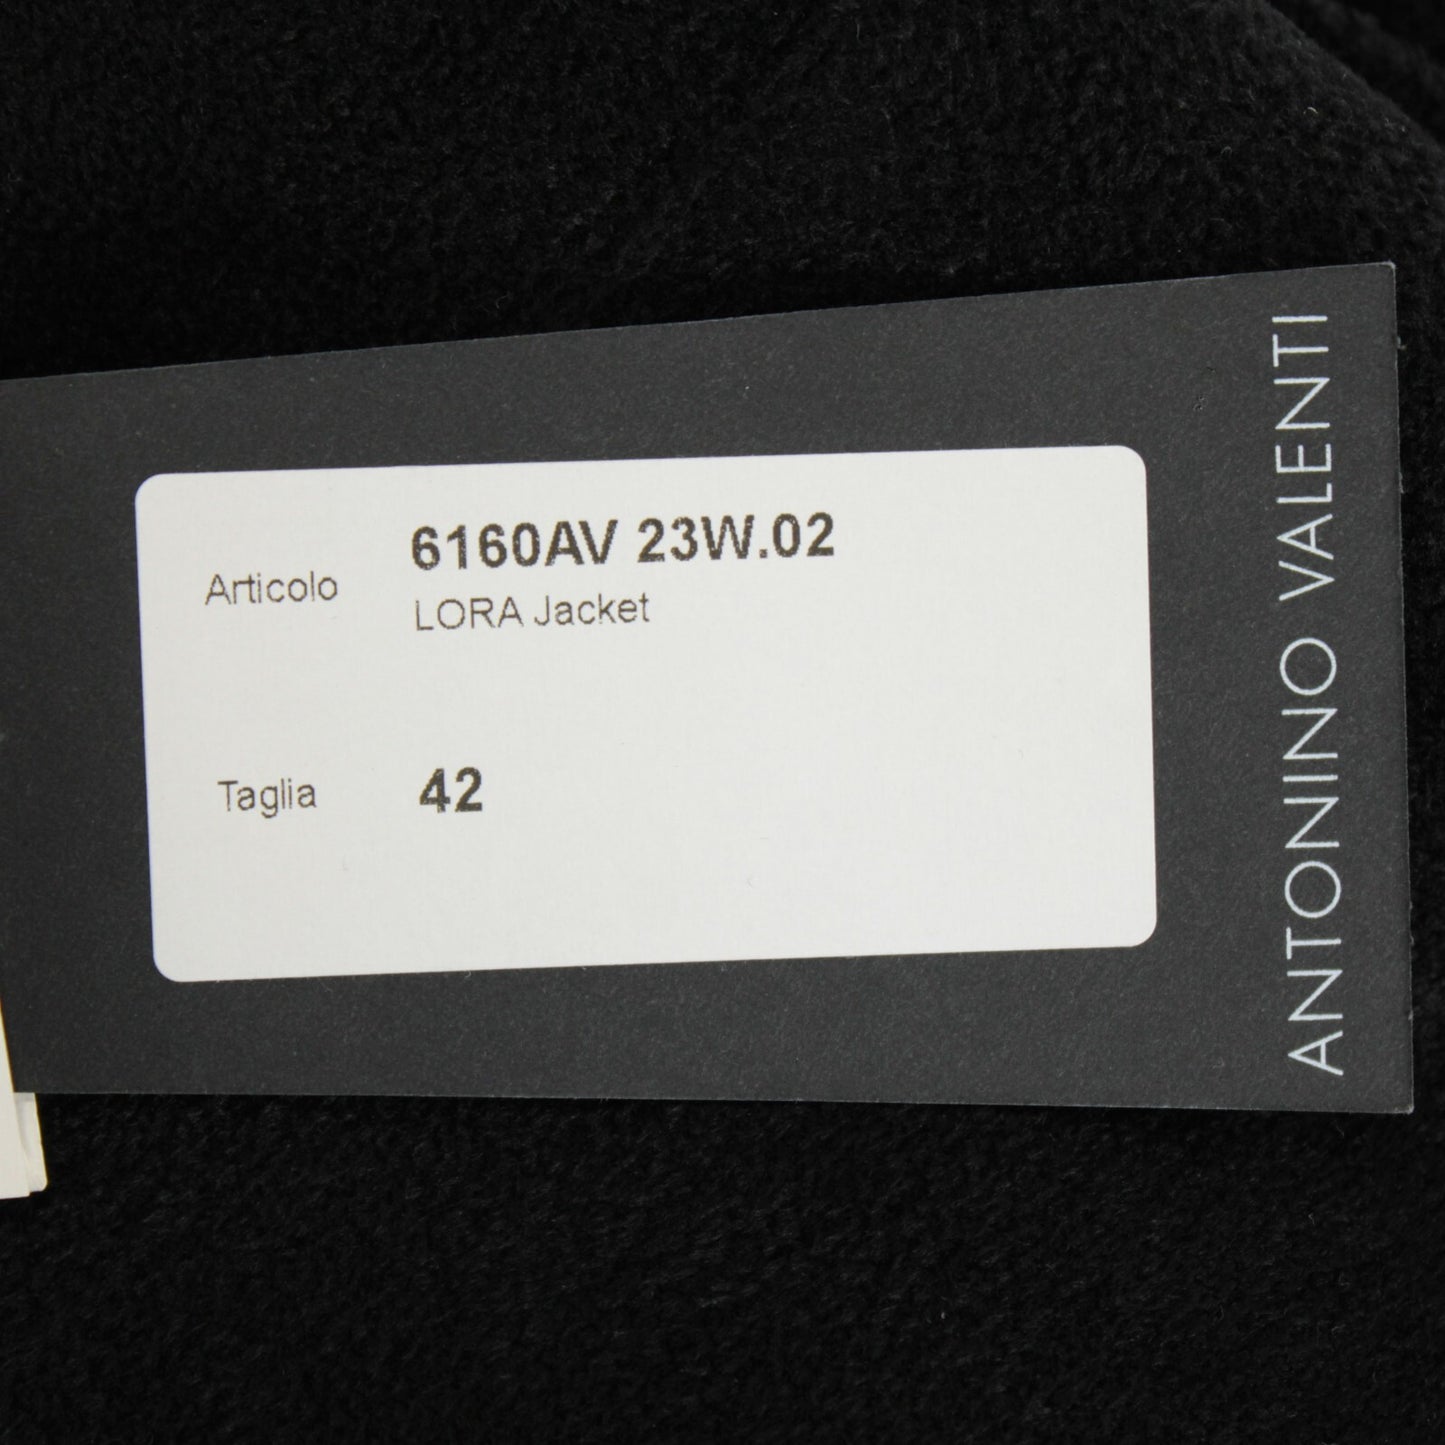 Articolo 6160AV 23W.02
LORA Jacket
Taglia 42
ANTONINO VALENTI